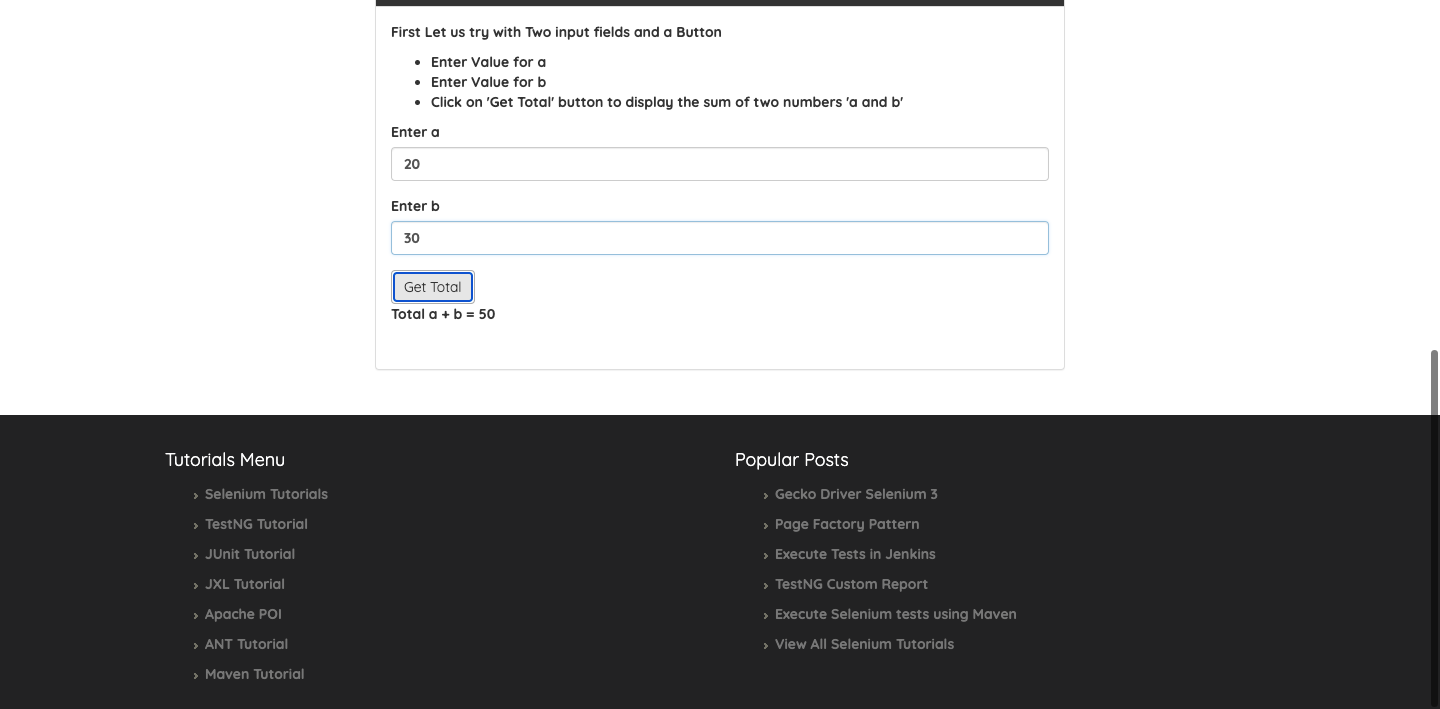 First Let us try with Two input fields and a Button
Enter Value for a
Enter Value for b
Click on 'Get Total' button to display the sum of two numbers 'a and b'
Enter a
20
Enter b
30
Get Total
Total a + b = 50
Tutorials Menu
Selenium Tutorials
TestNG Tutorial
JUnit Tutorial
JXL Tutorial
Apache POI
ANT Tutorial
Maven Tutorial
Popular Posts
Gecko Driver Selenium 3
Page Factory Pattern
Execute Tests in Jenkins
TestNG Custom Report
Execute Selenium tests using Maven
View All Selenium Tutorials